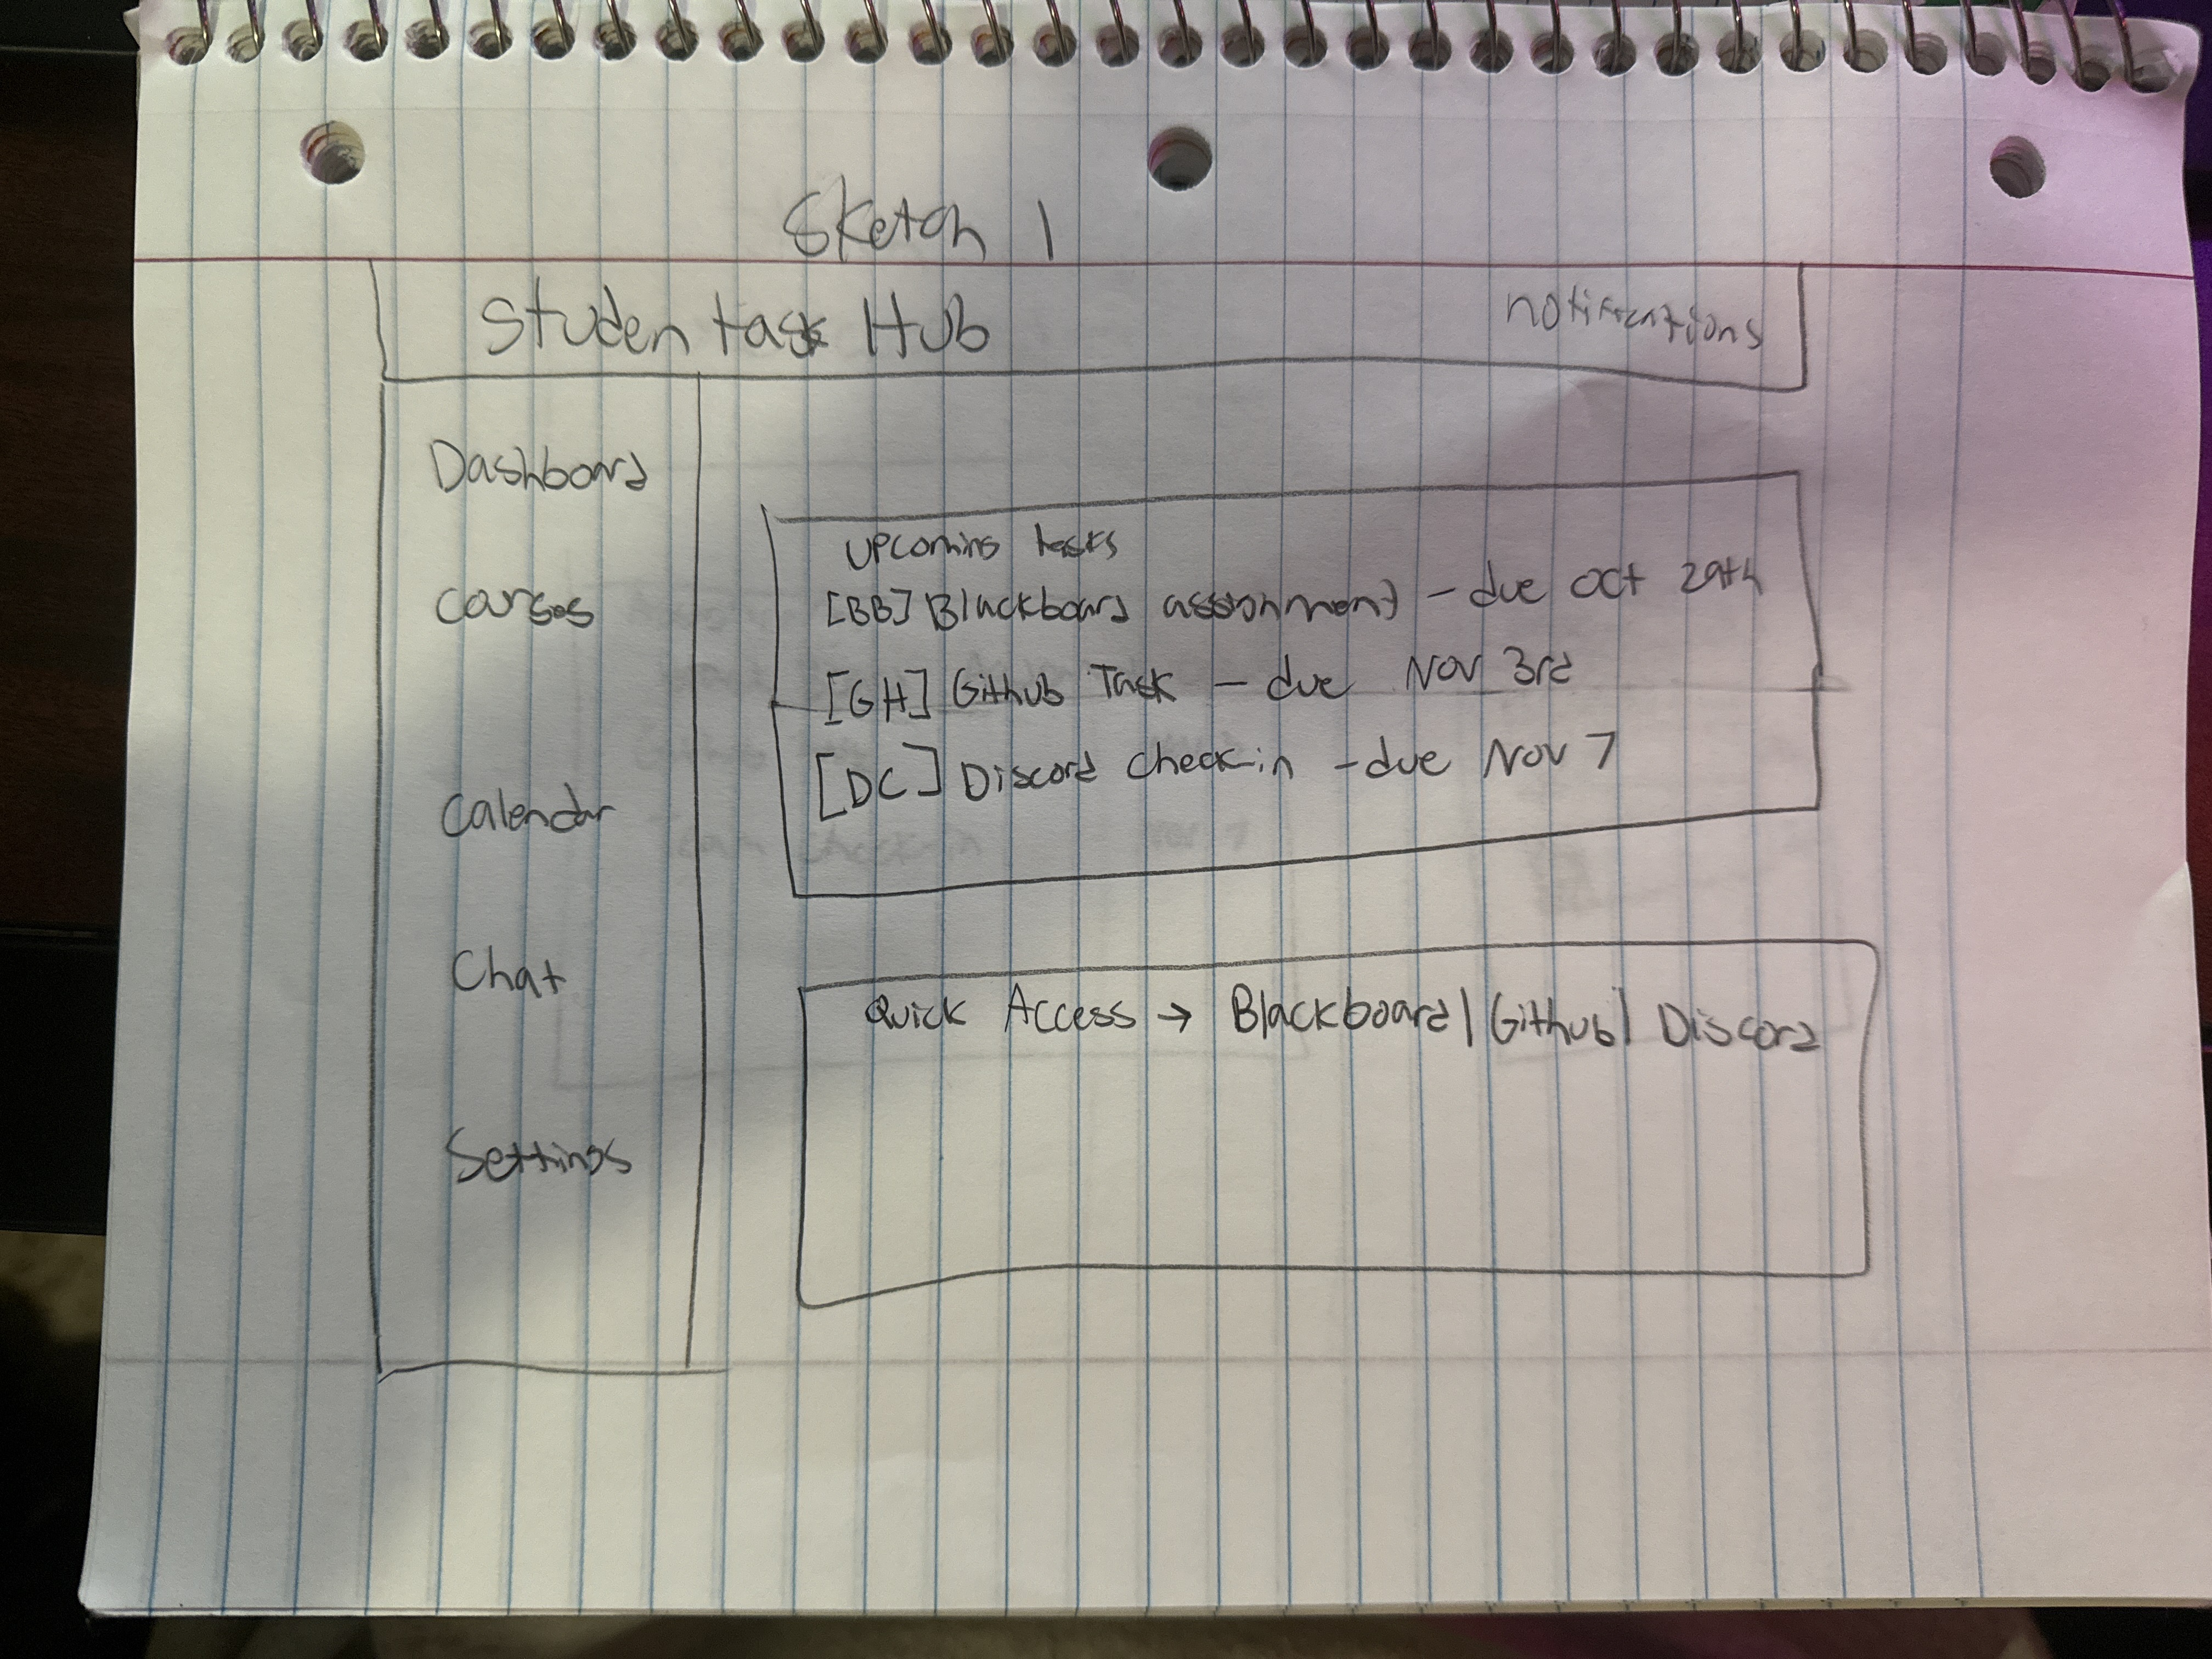 Sketch 1
Studen task Hub
notifications
Dashboard
Courses
Calendar
Chat
Settings
Upcoming tasks
[BB] Blackboard assignment - due oct 29th
[GH] Github Task - due Nov 3rd
[DC] Discord check-in - due Nov 7
Quick Access → Blackboard | Github | Discord